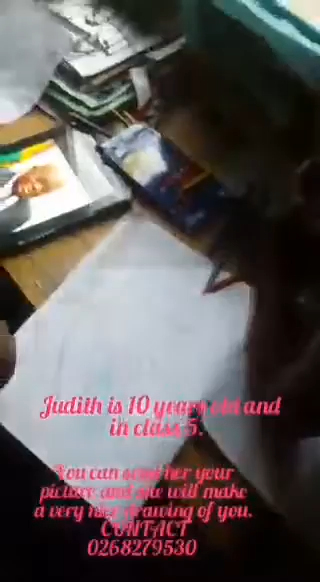 Judith is 10 years old and
in class 5.
You can send her your
picture and she will make
a very nice drawing of you.
CONTACT
0268279530